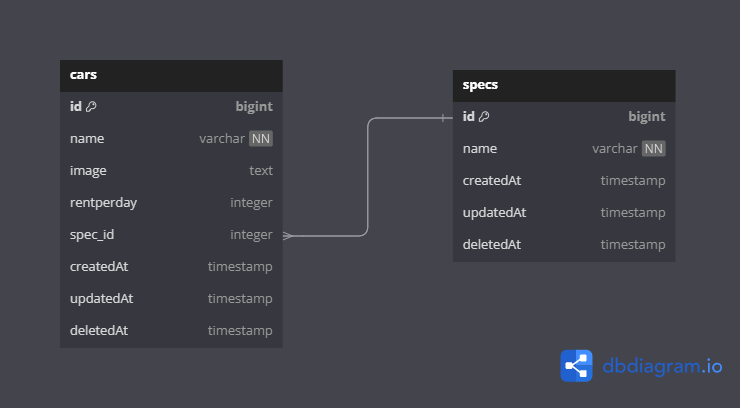 cars
id bigint
name varchar NN
image text
rentperday integer
spec_id integer
createdAt timestamp
updatedAt timestamp
deletedAt timestamp
specs
id bigint
name varchar NN
createdAt timestamp
updatedAt timestamp
deletedAt timestamp
dbdiagram.io